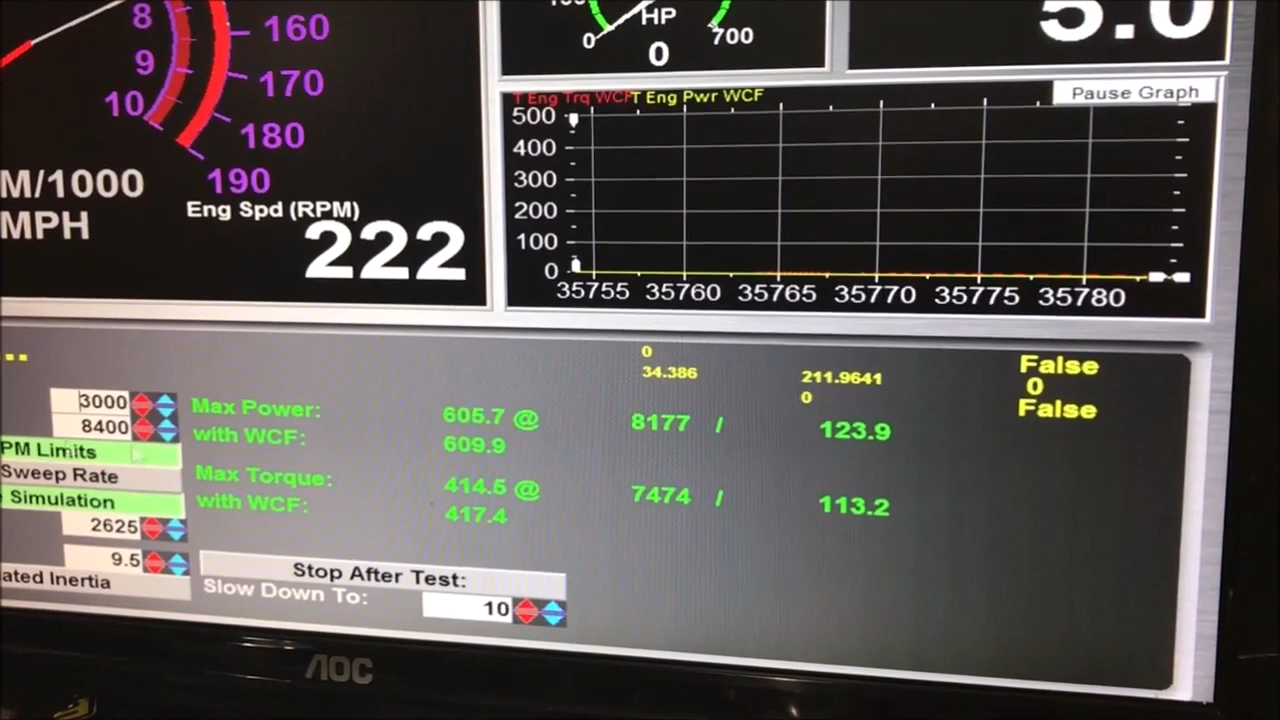 8
160
9
170
10
180
190
M/1000
MPH
Eng Spd (RPM)
222
HP
0
700
0
5.0
T Eng Trq WCF
T Eng Pwr WCF
Pause Graph
500
400
300
200
100
0
35755 35760 35765 35770 35775 35780
0
34.386
211.9641
0
False
0
False
3000
8400
PM Limits
Sweep Rate
Simulation
2625
9.5
ated Inertia
Max Power: 605.7 @ 8177 / 123.9
with WCF: 609.9
Max Torque: 414.5 @ 7474 / 113.2
with WCF: 417.4
Stop After Test:
Slow Down To: 10
AOC